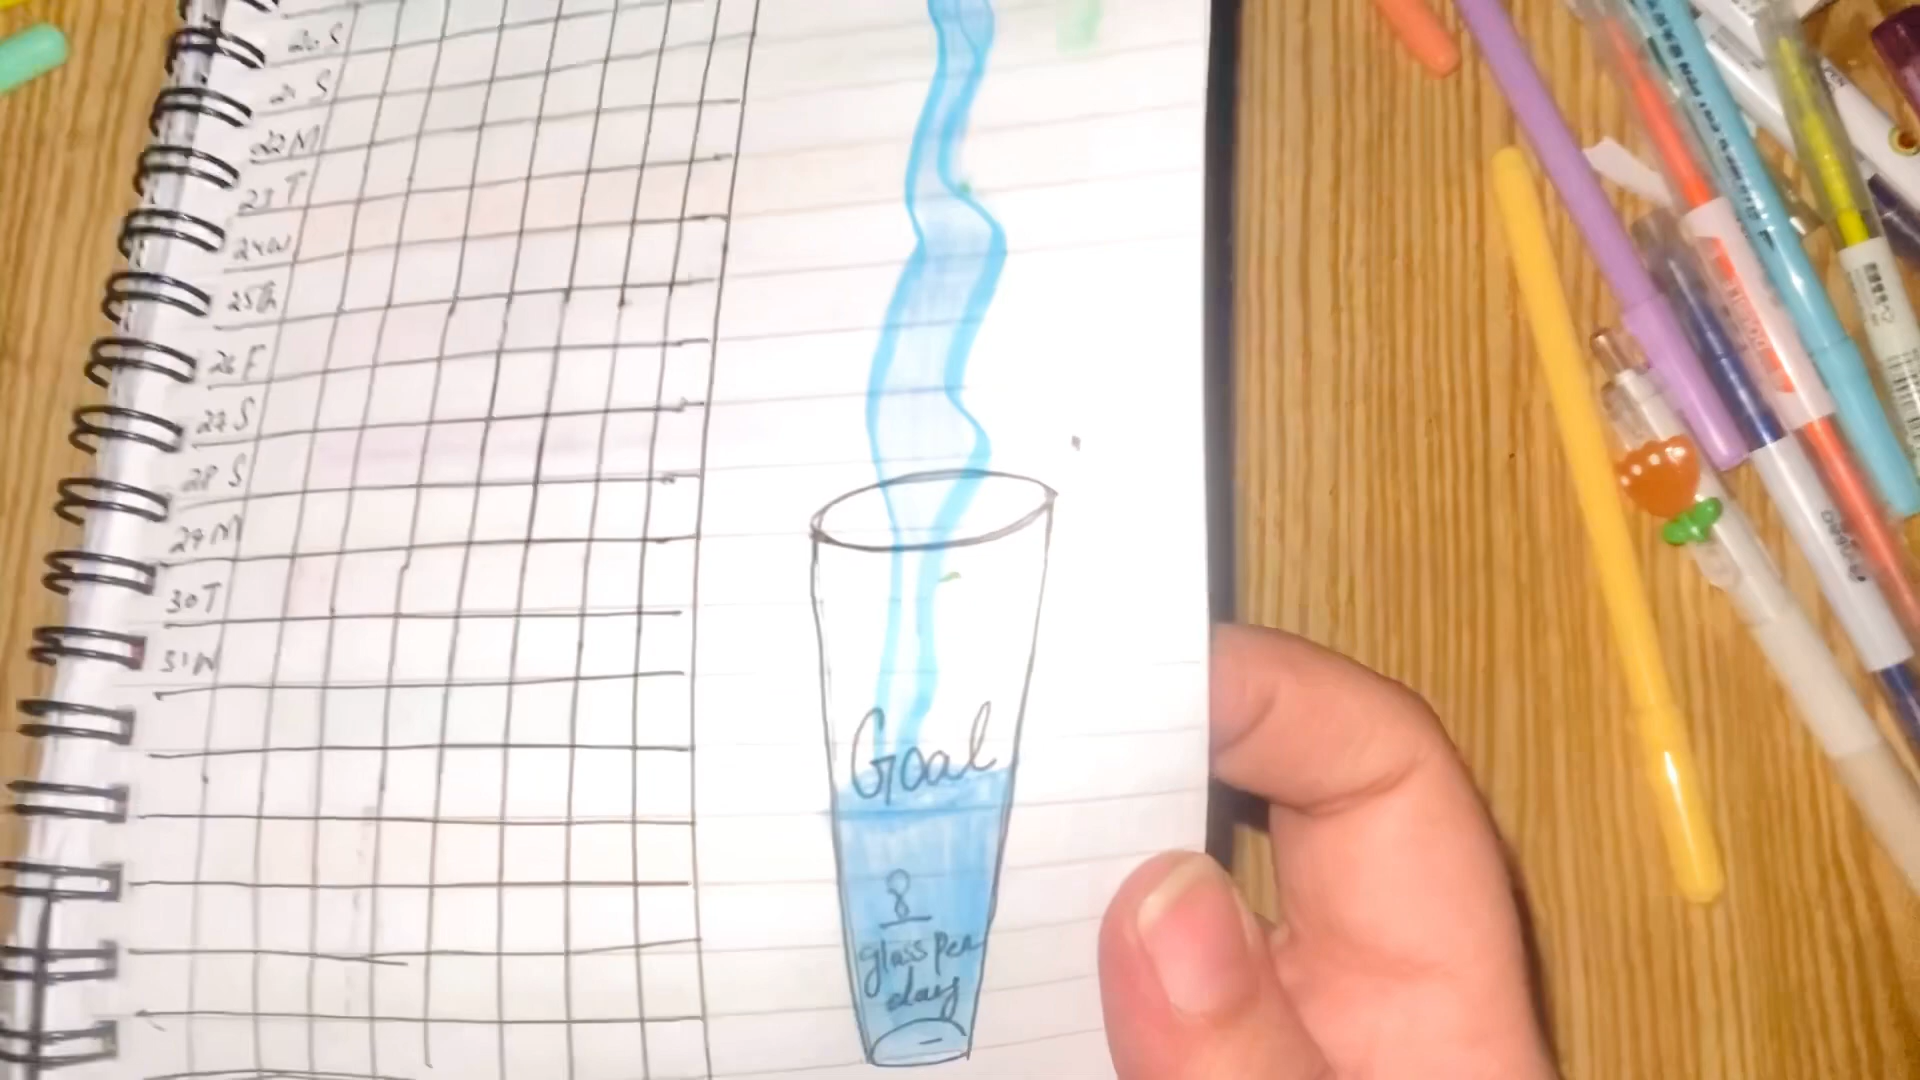 20 S
21 S
22 M
23 T
24 W
25 Th
26 F
27 S
28 S
29 M
30 T
31 W
Goal
8
glass per
day